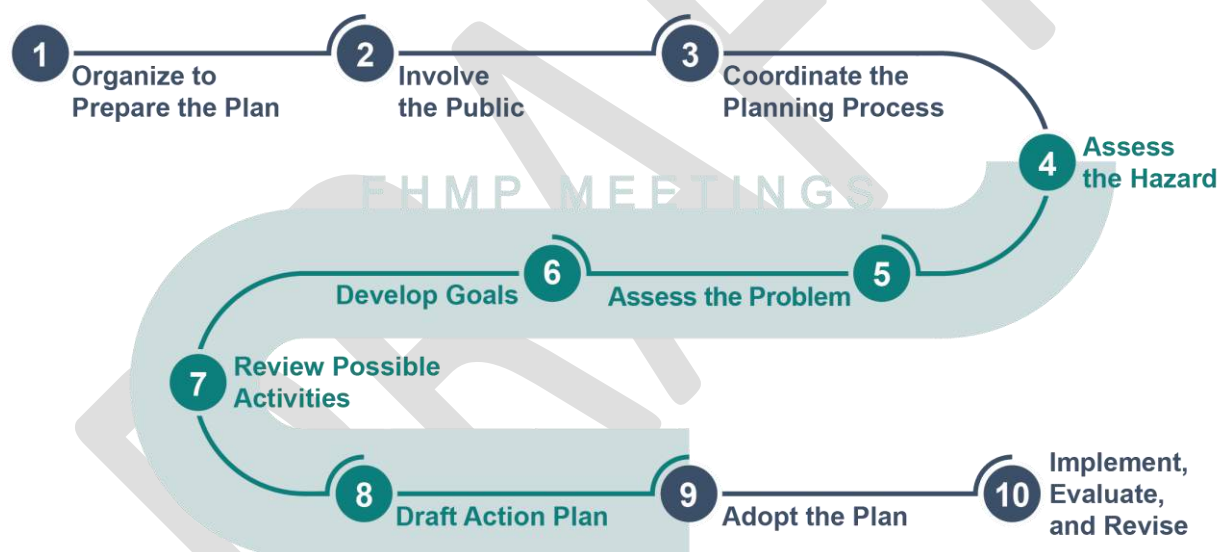 1
Organize to
Prepare the Plan
2
Involve
the Public
3
Coordinate the
Planning Process
4
Assess
the Hazard
FHMP MEETINGS
5
Assess the Problem
6
Develop Goals
7
Review Possible
Activities
8
Draft Action Plan
9
Adopt the Plan
10
Implement,
Evaluate,
and Revise